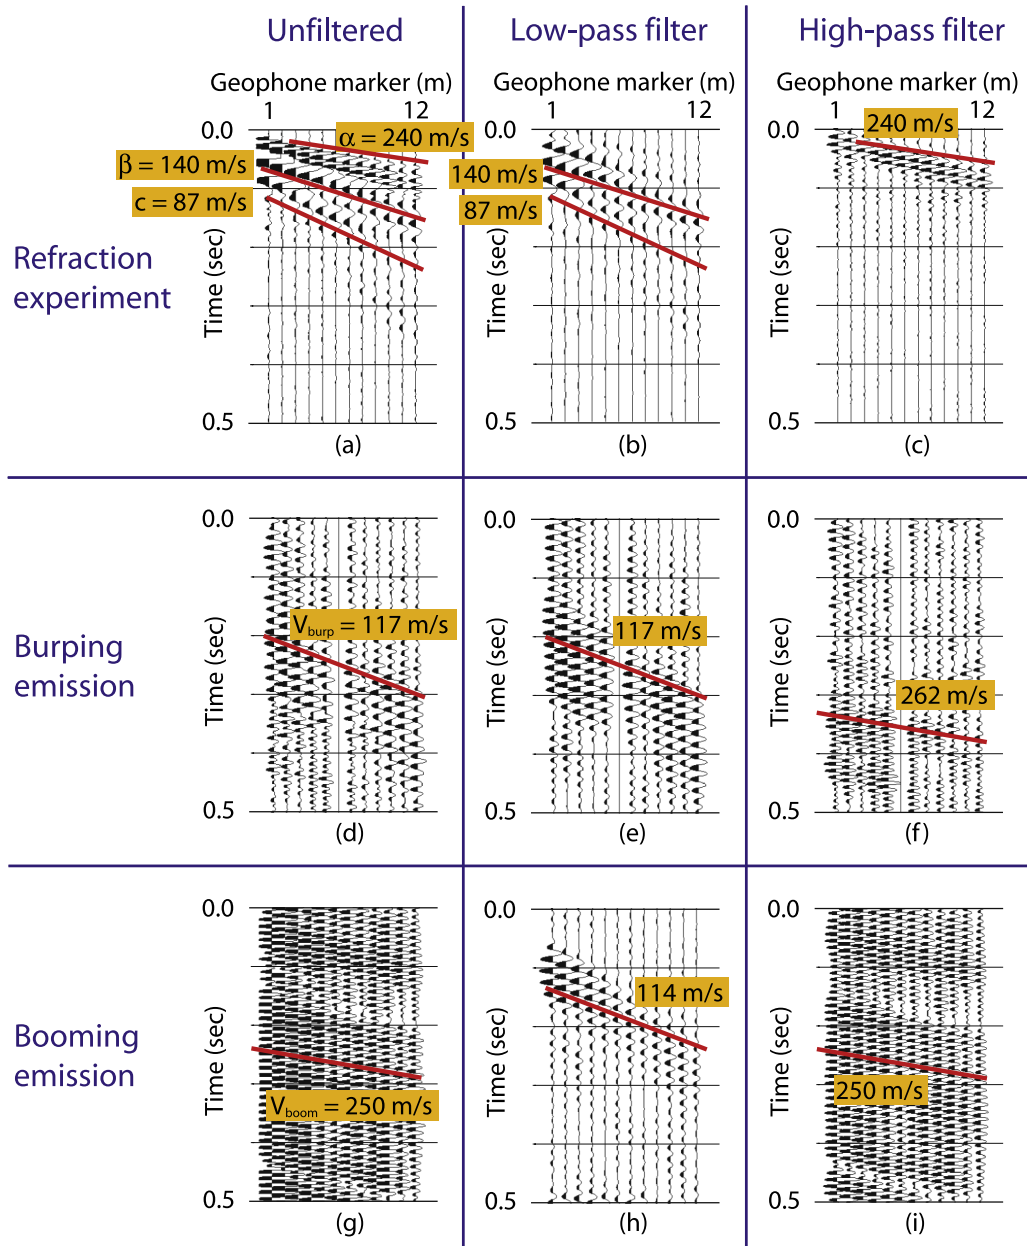 Unfiltered
Low-pass filter
High-pass filter
Geophone marker (m)
Geophone marker (m)
Geophone marker (m)
1 12
1 12
1 12
Refraction
experiment
0.0
α = 240 m/s
β = 140 m/s
c = 87 m/s
Time (sec)
0.5
(a)
0.0
140 m/s
87 m/s
Time (sec)
0.5
(b)
0.0
240 m/s
Time (sec)
0.5
(c)
Burping
emission
0.0
Vburp = 117 m/s
Time (sec)
0.5
(d)
0.0
117 m/s
Time (sec)
0.5
(e)
0.0
262 m/s
Time (sec)
0.5
(f)
Booming
emission
0.0
Time (sec)
Vboom = 250 m/s
0.5
(g)
0.0
114 m/s
Time (sec)
0.5
(h)
0.0
Time (sec)
250 m/s
0.5
(i)